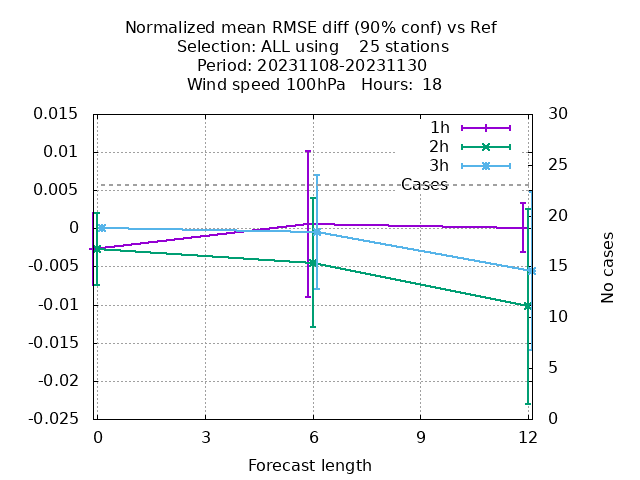 Normalized mean RMSE diff (90% conf) vs Ref
Selection: ALL using    25 stations
Period: 20231108-20231130
Wind speed 100hPa   Hours:  18
0.015
0.01
0.005
0
-0.005
-0.01
-0.015
-0.02
-0.025
30
25
20
15
10
5
0
1h
2h
3h
Cases
No cases
0 3 6 9 12
Forecast length